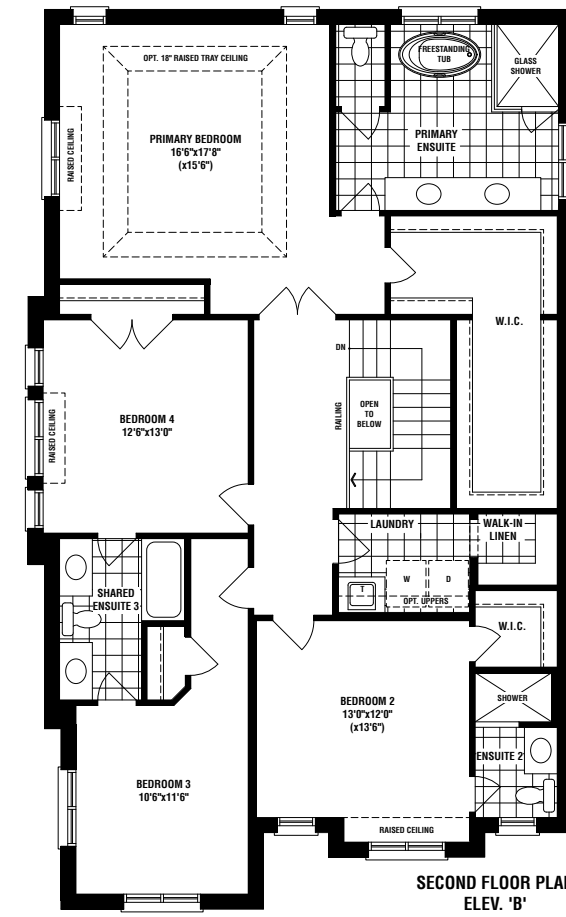 OPT. 18" RAISED TRAY CEILING
FREESTANDING
TUB
GLASS
SHOWER
PRIMARY BEDROOM
16'6"x17'8"
(x15'6")
RAISED CEILING
PRIMARY
ENSUITE
W.I.C.
DN
OPEN
TO
BELOW
RAILING
BEDROOM 4
12'6"x13'0"
RAISED CEILING
LAUNDRY
WALK-IN
LINEN
W
D
T
OPT. UPPERS
SHARED
ENSUITE 3
W.I.C.
SHOWER
BEDROOM 2
13'0"x12'0"
(x13'6")
ENSUITE 2
BEDROOM 3
10'6"x11'6"
RAISED CEILING
SECOND FLOOR PLAN
ELEV. 'B'